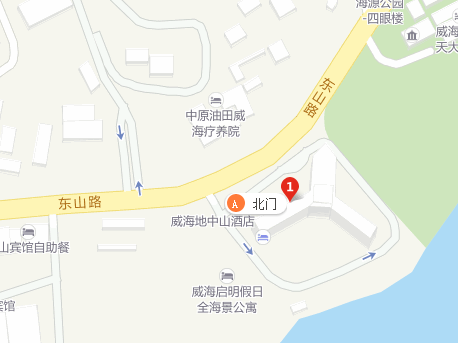 海源公园
-四眼楼
威海
天大
东山路
中原油田威
海疗养院
1
A 北门
东山路
威海地中山酒店
山宾馆自助餐
威海启明假日
全海景公寓
宾馆